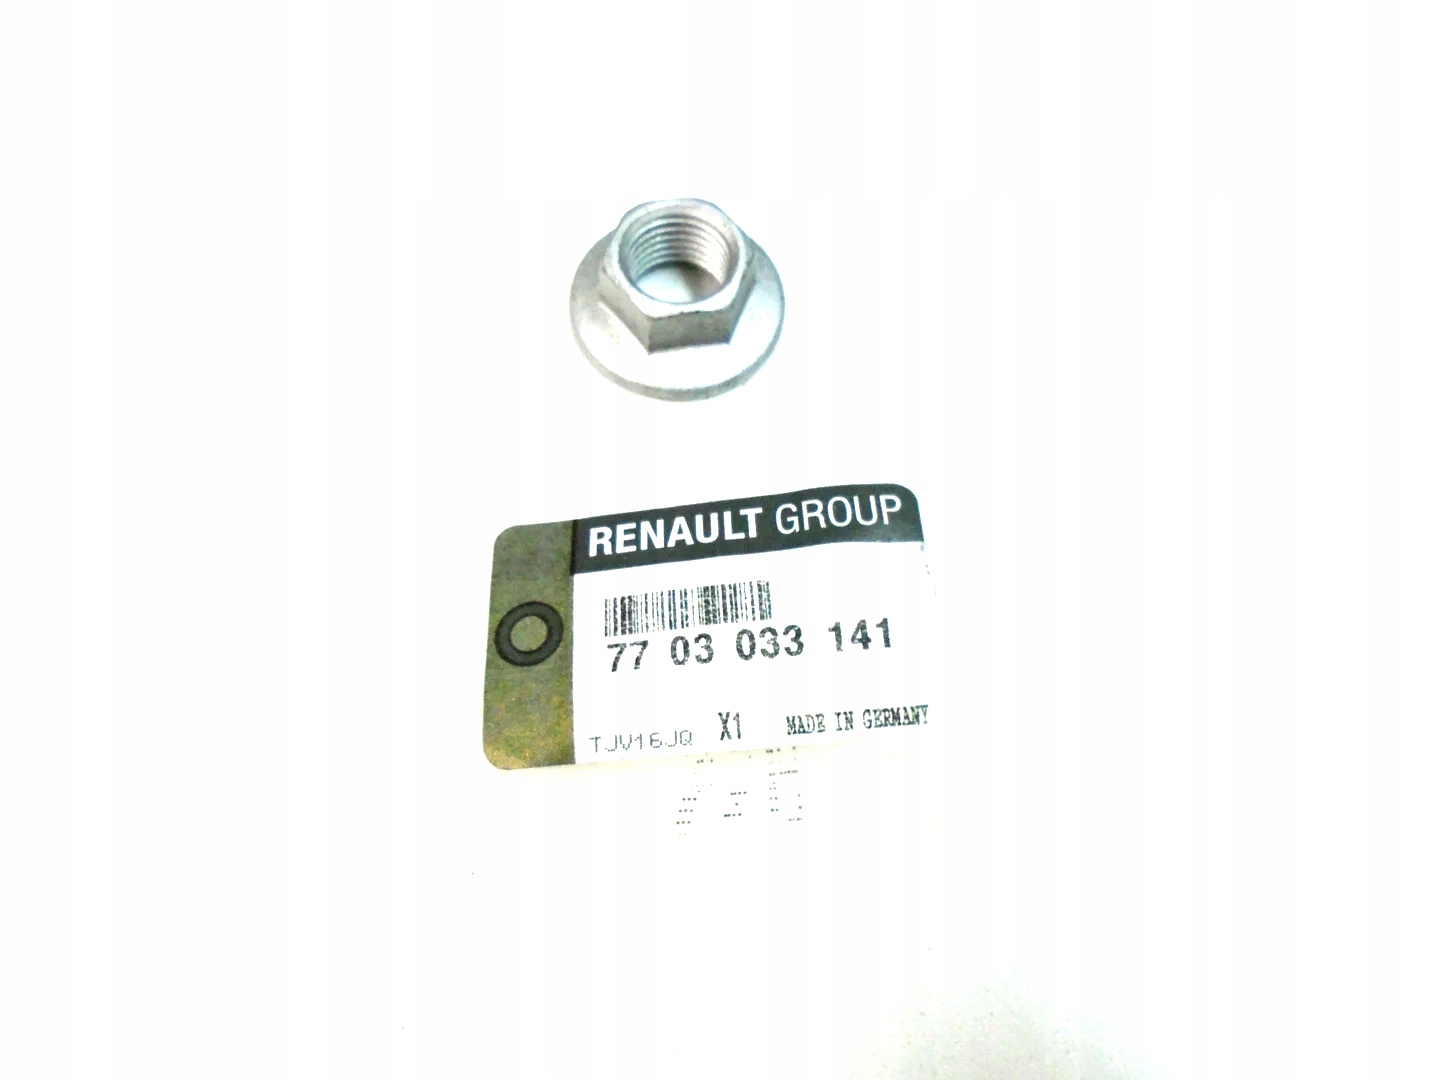 RENAULT GROUP
77 03 033 141
TJV16JQ X1 MADE IN GERMANY